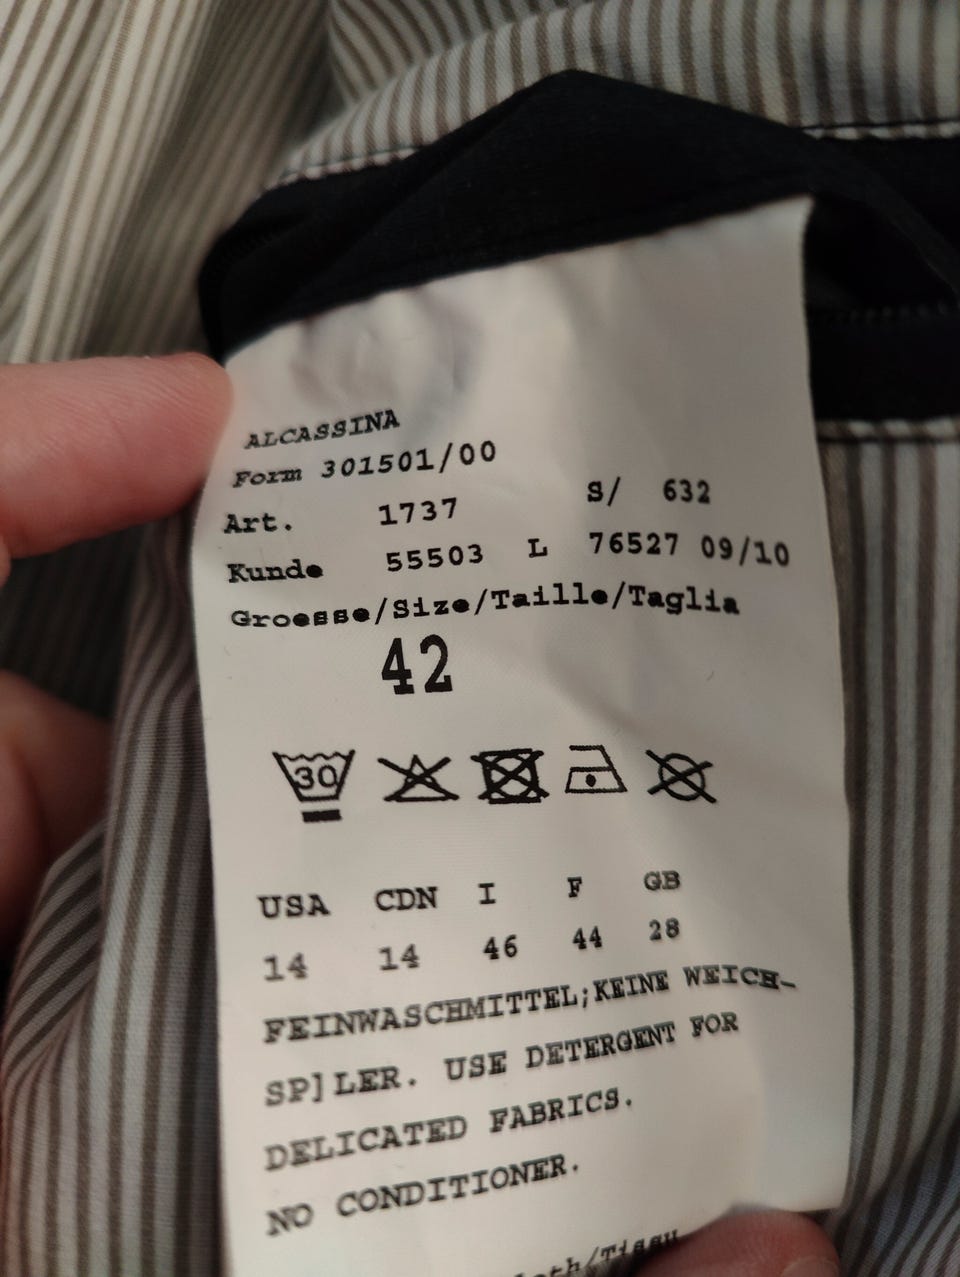 ALCASSINA
Form 301501/00
Art. 1737 S/ 632
Kunde 55503 L 76527 09/10
Groesse/Size/Taille/Taglia
42
30
USA CDN I F GB
14 14 46 44 28
FEINWASCHMITTEL;KEINE WEICH-
SP]LER. USE DETERGENT FOR
DELICATED FABRICS.
NO CONDITIONER.